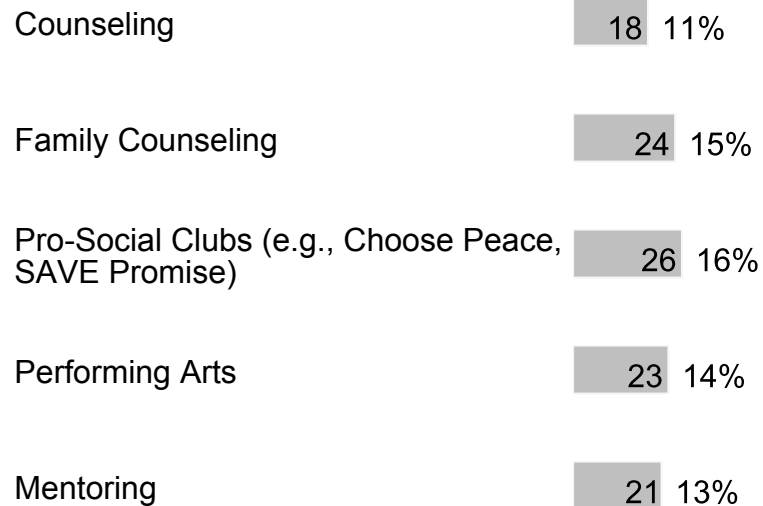 Counseling 18 11%
Family Counseling 24 15%
Pro-Social Clubs (e.g., Choose Peace,
SAVE Promise) 26 16%
Performing Arts 23 14%
Mentoring 21 13%